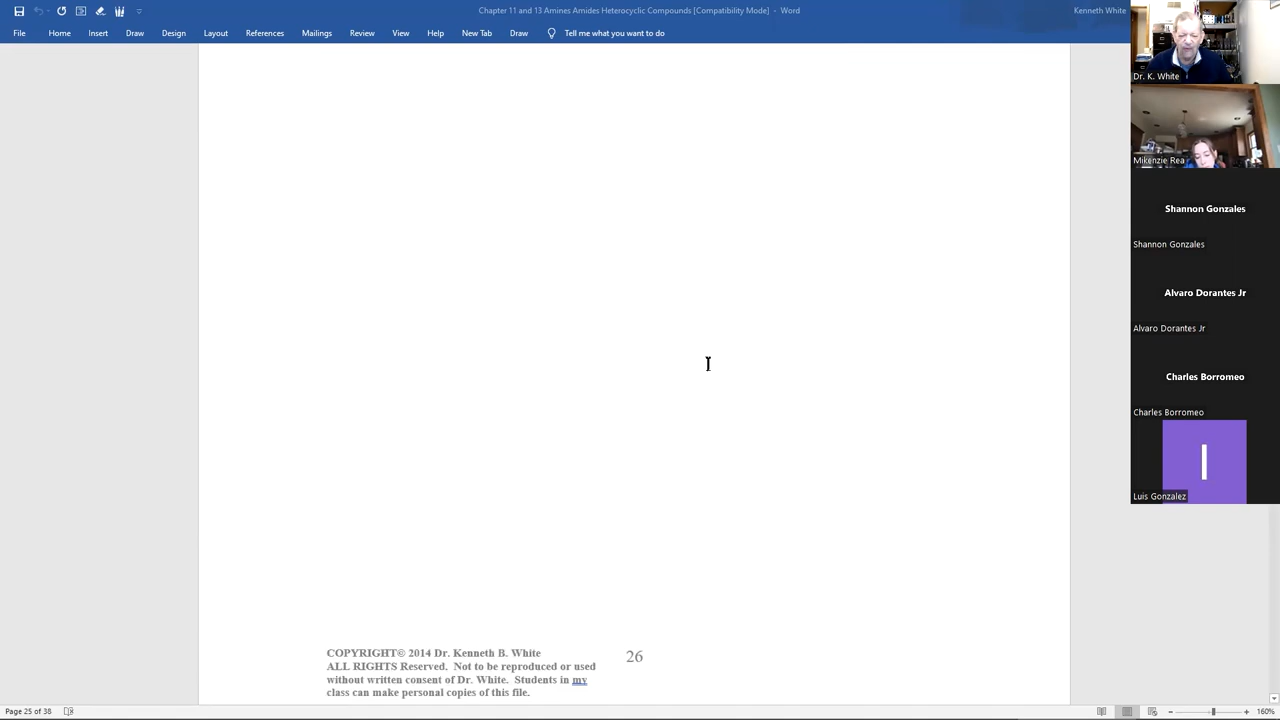 Chapter 11 and 13 Amines Amides Heterocyclic Compounds [Compatibility Mode] - Word
Kenneth White
File Home Insert Draw Design Layout References Mailings Review View Help New Tab Draw Tell me what you want to do
Dr. K. White
Mikenzie Rea
Shannon Gonzales
Shannon Gonzales
Alvaro Dorantes Jr
Alvaro Dorantes Jr
Charles Borromeo
Charles Borromeo
I
Luis Gonzalez
COPYRIGHT© 2014 Dr. Kenneth B. White
ALL RIGHTS Reserved. Not to be reproduced or used
without written consent of Dr. White. Students in my
class can make personal copies of this file.
26
Page 25 of 38
160%